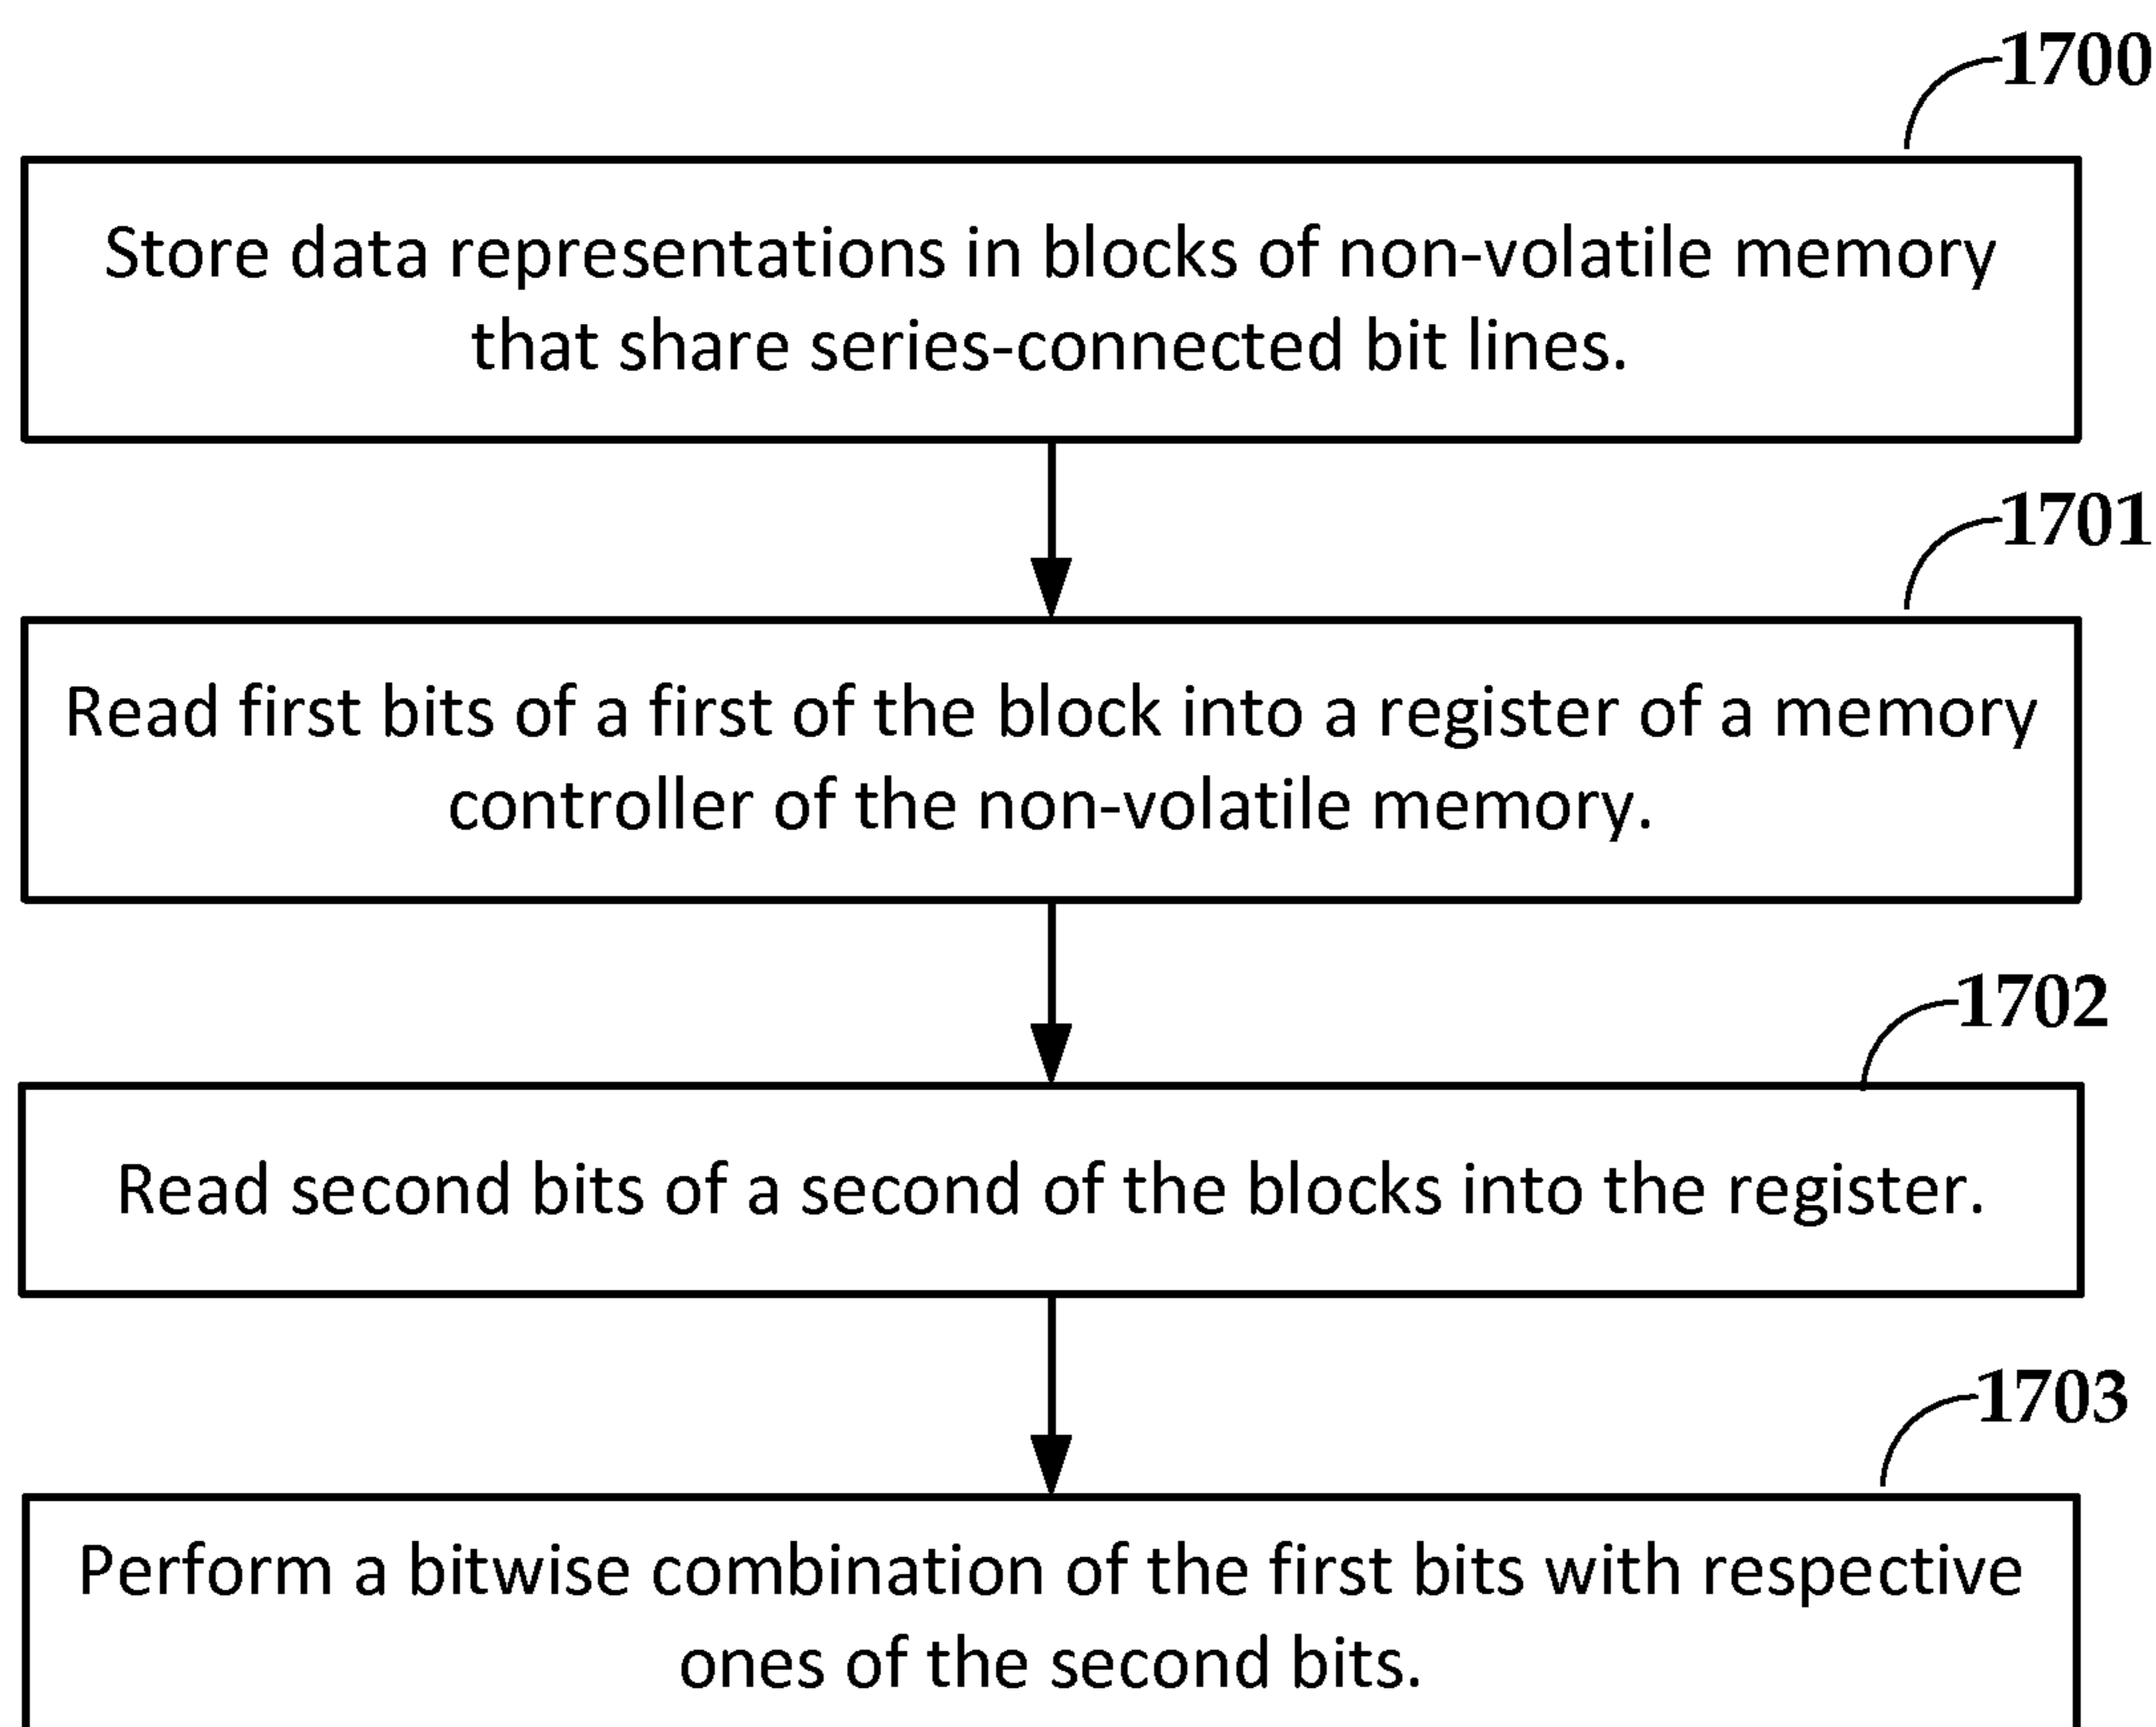 1700
Store data representations in blocks of non-volatile memory
that share series-connected bit lines.
1701
Read first bits of a first of the block into a register of a memory
controller of the non-volatile memory.
1702
Read second bits of a second of the blocks into the register.
1703
Perform a bitwise combination of the first bits with respective
ones of the second bits.